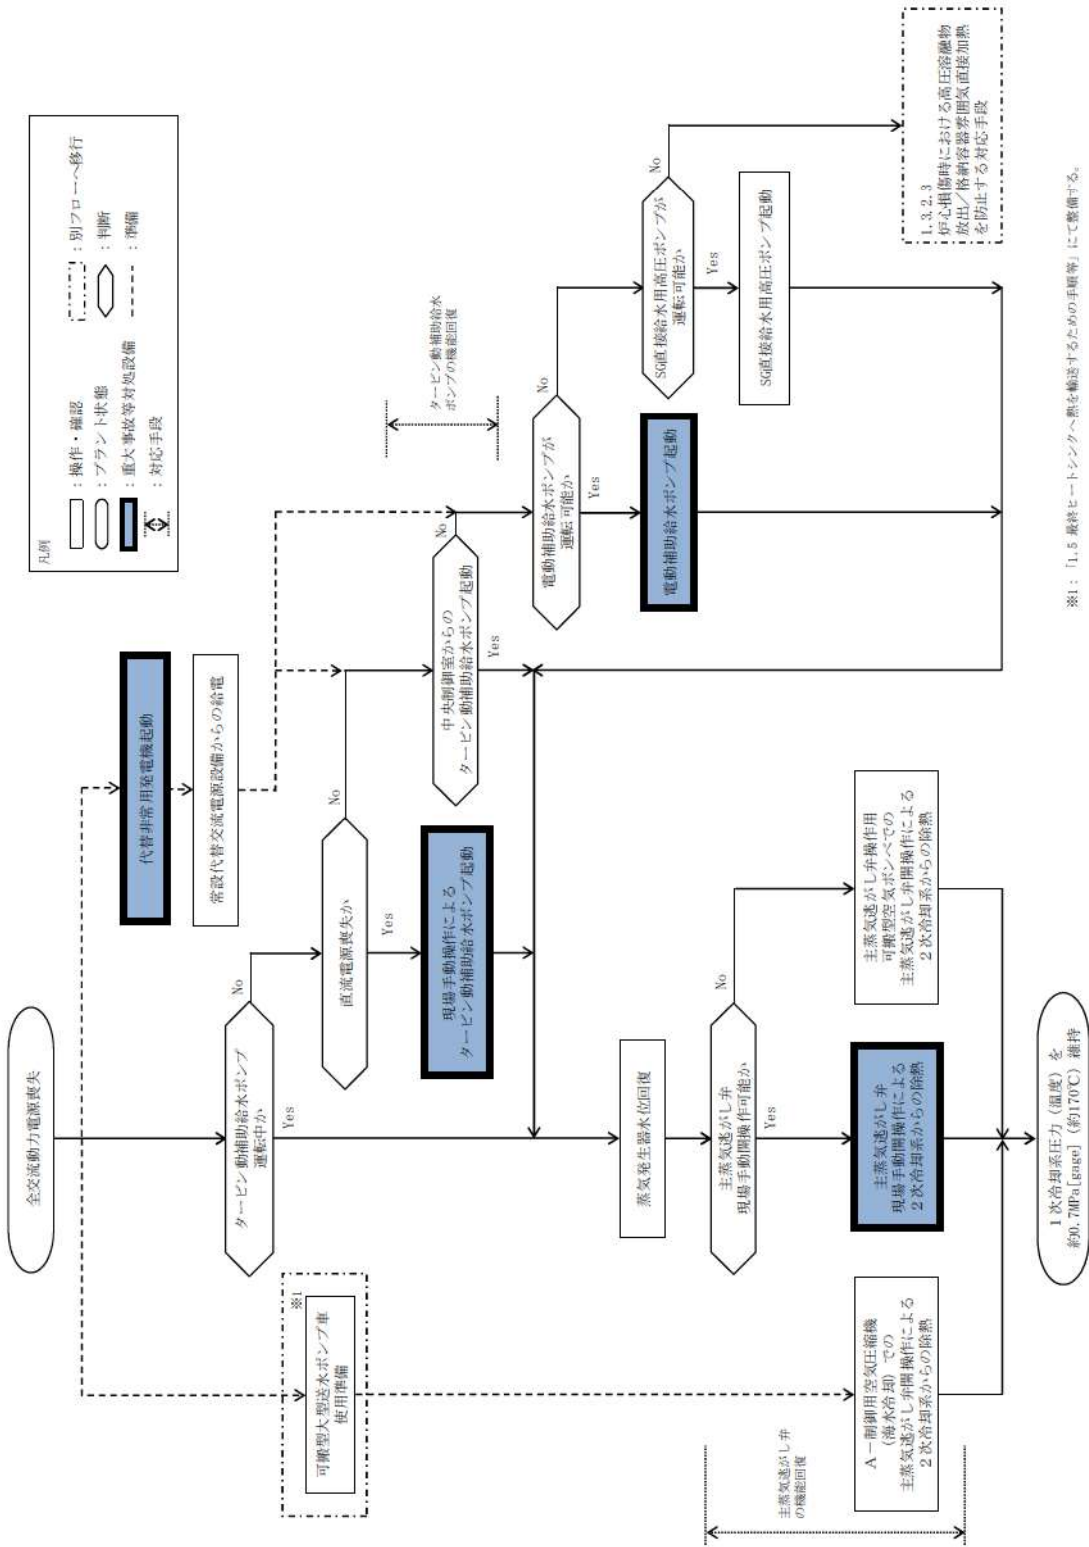 全交流動力電源喪失
凡例
：操作・確認
：プラント状態
：重大事故等対処設備
：対応手段
：別フローへ移行
：判断
：準備
代替非常用発電機起動
常設代替交流電源設備からの給電
タービン動補助給水ポンプ
運転中か
Yes
No
直流電源喪失か
Yes
No
現場手動操作による
タービン動補助給水ポンプ起動
中央制御室からの
タービン動補助給水ポンプ起動
Yes
No
タービン動補助給水
ポンプの機能回復
電動補助給水ポンプが
運転可能か
Yes
No
電動補助給水ポンプ起動
SG直接給水用高圧ポンプが
運転可能か
Yes
No
SG直接給水用高圧ポンプ起動
1.3.2.3
炉心損傷時における高圧溶融物
放出／格納容器雰囲気直接加熱
を防止する対応手段
※1
可搬型大型送水ポンプ車
使用準備
蒸気発生器水位回復
主蒸気逃がし弁
現場手動開操作可能か
Yes
No
主蒸気逃がし弁
の機能回復
A－制御用空気圧縮機
（海水冷却）での
主蒸気逃がし弁開操作による
2次冷却系からの除熱
主蒸気逃がし弁
現場手動開操作による
2次冷却系からの除熱
主蒸気逃がし弁操作用
可搬型空気ボンベでの
主蒸気逃がし弁開操作による
2次冷却系からの除熱
1次冷却系圧力（温度）を
約0.7MPa[gage]（約170℃）維持
※1：「1.5 最終ヒートシンクへ熱を輸送するための手順等」にて整備する。